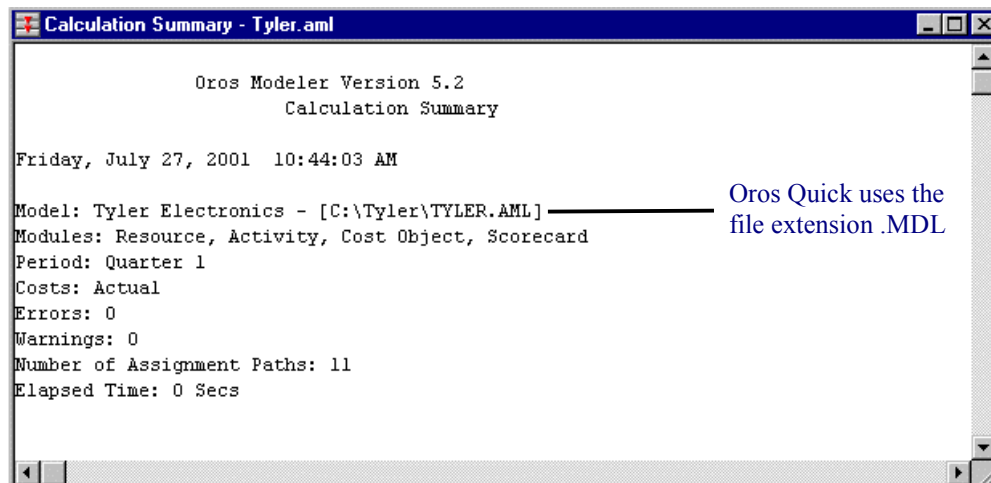 Calculation Summary - Tyler.aml
Oros Modeler Version 5.2
Calculation Summary
Friday, July 27, 2001 10:44:03 AM
Model: Tyler Electronics - [C:\Tyler\TYLER.AML]
Oros Quick uses the
file extension .MDL
Modules: Resource, Activity, Cost Object, Scorecard
Period: Quarter 1
Costs: Actual
Errors: 0
Warnings: 0
Number of Assignment Paths: 11
Elapsed Time: 0 Secs